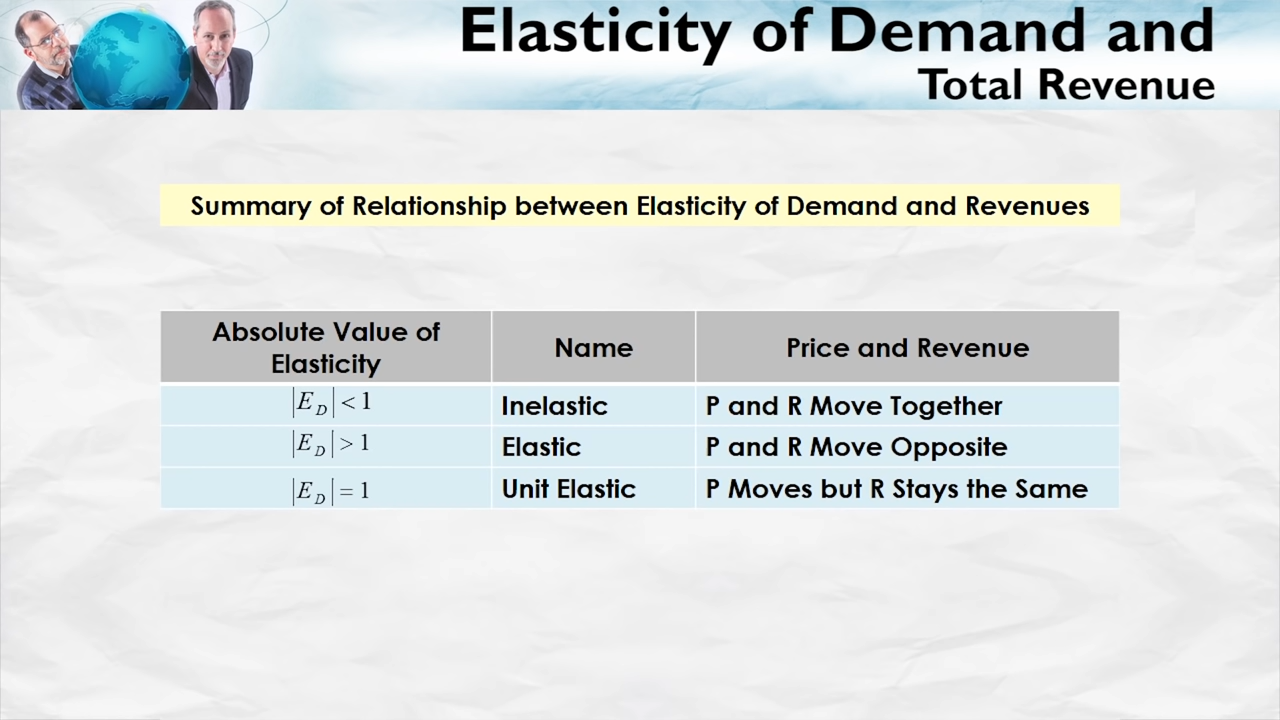 Elasticity of Demand and
Total Revenue
Summary of Relationship between Elasticity of Demand and Revenues
Absolute Value of
Elasticity
Name
Price and Revenue
|E_D| < 1
Inelastic
P and R Move Together
|E_D| > 1
Elastic
P and R Move Opposite
|E_D| = 1
Unit Elastic
P Moves but R Stays the Same